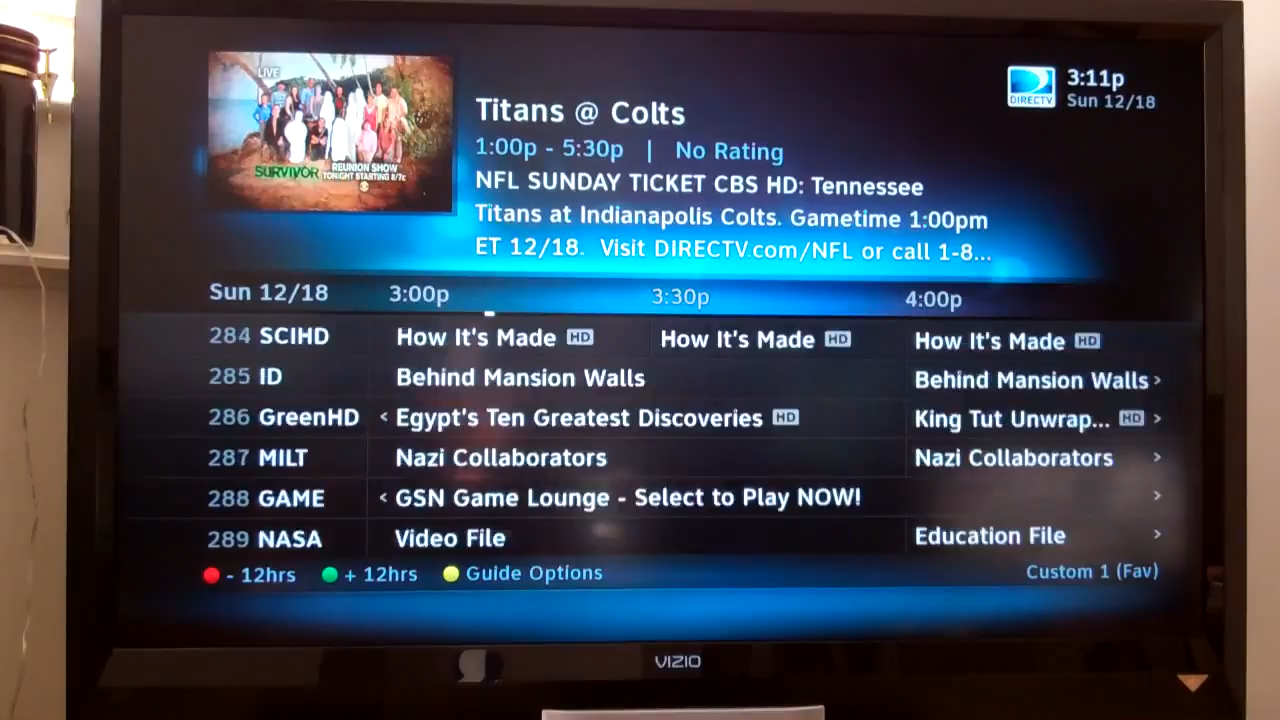 LIVE
SURVIVOR
REUNION SHOW
TONIGHT STARTING 8/7c
Titans @ Colts
1:00p - 5:30p | No Rating
NFL SUNDAY TICKET CBS HD: Tennessee
Titans at Indianapolis Colts. Gametime 1:00pm
ET 12/18. Visit DIRECTV.com/NFL or call 1-8...
DIRECTV
3:11p
Sun 12/18
Sun 12/18 3:00p 3:30p 4:00p
284 SCIHD How It's Made HD How It's Made HD How It's Made HD
285 ID Behind Mansion Walls Behind Mansion Walls >
286 GreenHD < Egypt's Ten Greatest Discoveries HD King Tut Unwrap... HD >
287 MILT Nazi Collaborators Nazi Collaborators >
288 GAME < GSN Game Lounge - Select to Play NOW! >
289 NASA Video File Education File >
- 12hrs + 12hrs Guide Options Custom 1 (Fav)
VIZIO